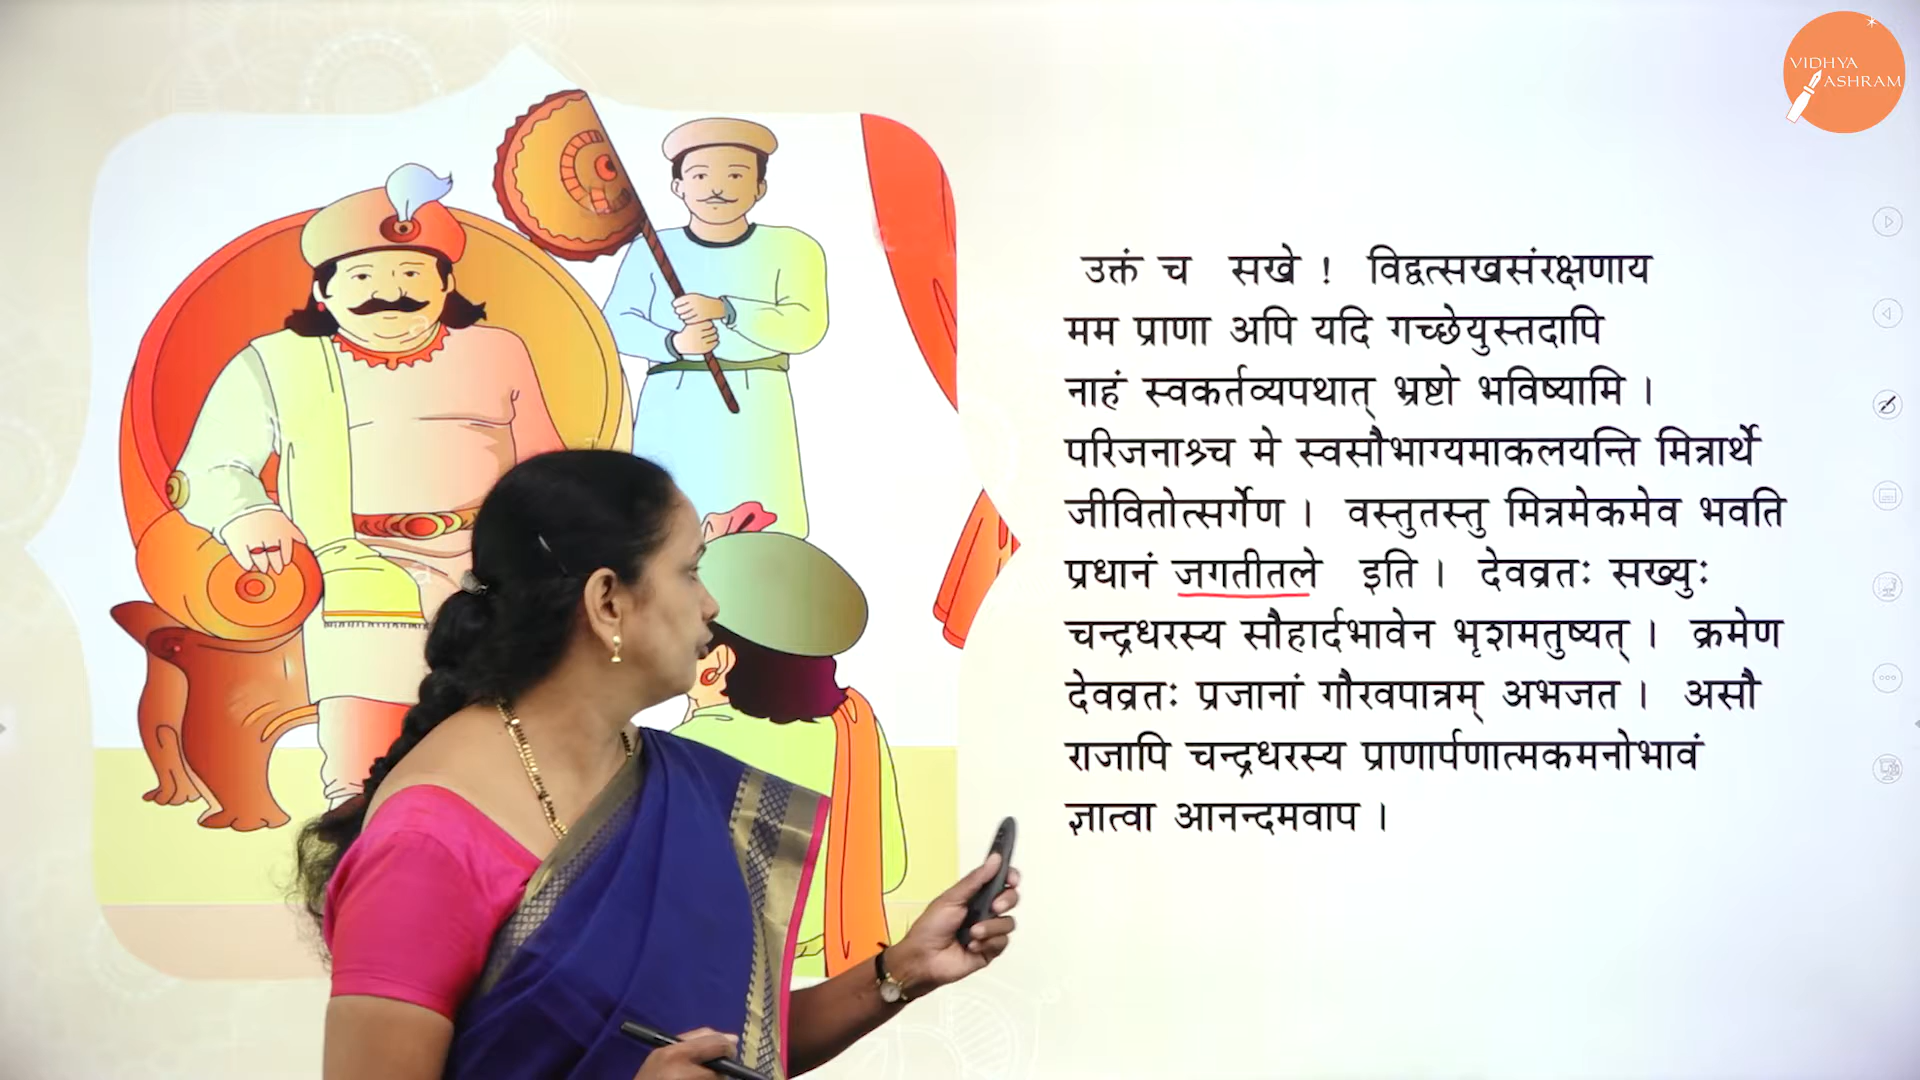 VIDHYA
ASHRAM
उक्तं च सखे ! विद्वत्सखसंरक्षणाय
मम प्राणा अपि यदि गच्छेयुस्तदापि
नाहं स्वकर्तव्यपथात् भ्रष्टो भविष्यामि ।
परिजनाश्च मे स्वसौभाग्यमाकलयन्ति मित्रार्थे
जीवितोत्सर्गेण । वस्तुतस्तु मित्रमेकमेव भवति
प्रधानं जगतीतले इति । देवव्रतः सख्युः
चन्द्रधरस्य सौहार्दभावेन भृशमतुष्यत् । क्रमेण
देवव्रतः प्रजानां गौरवपात्रम् अभजत । असौ
राजापि चन्द्रधरस्य प्राणार्पणात्मकमनोभावं
ज्ञात्वा आनन्दमवाप ।